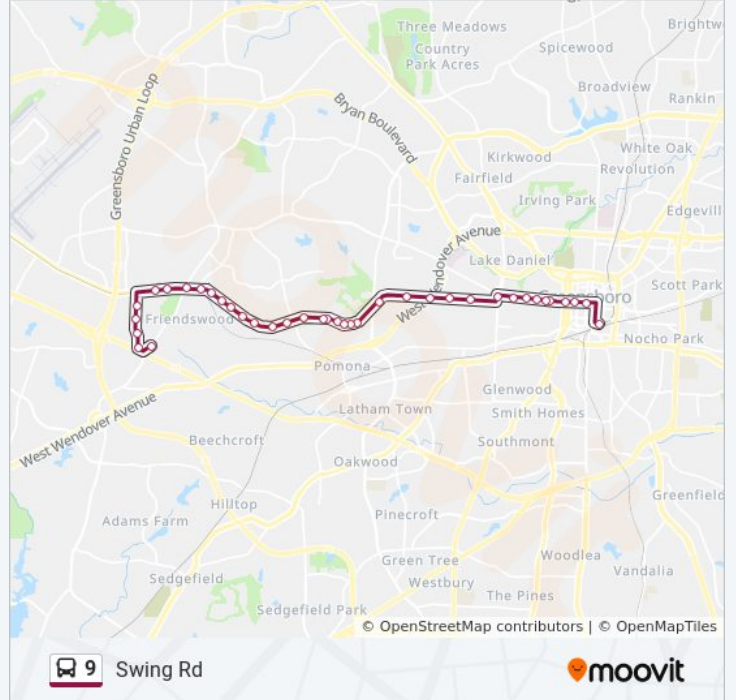 Three Meadows
Brightw
Country
Park Acres
Spicewood
Greensboro Urban Loop
Bryan Boulevard
Broadview
Rankin
Kirkwood
White Oak
Revolution
Fairfield
Irving Park
Edgevill
West Wendover Avenue
Lake Daniel
Scott Park
Greensboro
Friendswood
Nocho Park
Pomona
Glenwood
Latham Town
Smith Homes
West Wendover Avenue
Beechcroft
Southmont
Oakwood
Greenfield
Hilltop
Pinecroft
Adams Farm
Green Tree
Woodlea
Vandalia
Sedgefield
Westbury
The Pines
Sedgefield Park
© OpenStreetMap contributors | © OpenMapTiles
9 Swing Rd
moovit